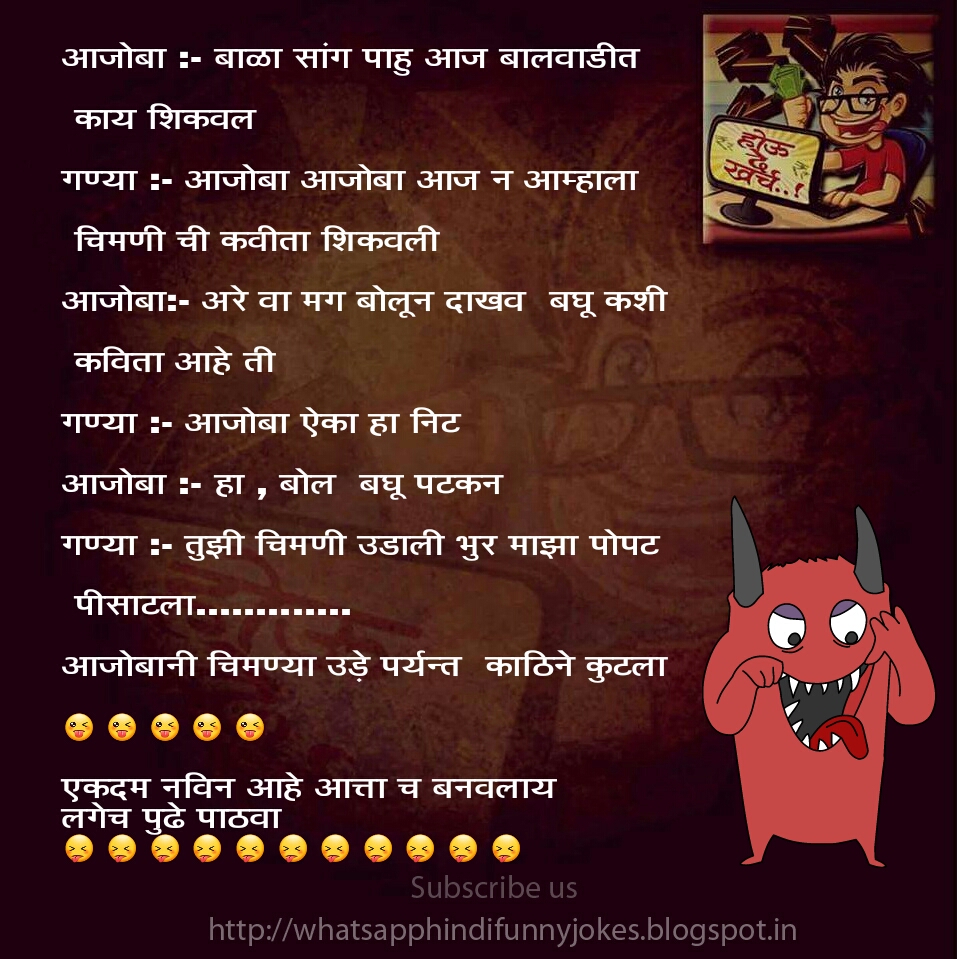 आजोबा :- बाळा सांग पाहु आज बालवाडीत
काय शिकवल
गण्या :- आजोबा आजोबा आज न आम्हाला
चिमणी ची कवीता शिकवली
आजोबा:- अरे वा मग बोलून दाखव बघू कशी
कविता आहे ती
गण्या :- आजोबा ऐका हा निट
आजोबा :- हा , बोल बघू पटकन
गण्या :- तुझी चिमणी उडाली भुर माझा पोपट
पीसाटला.............
आजोबानी चिमण्या उड़े पर्यन्त काठिने कुटला
😜 😜 😜 😜 😜
एकदम नविन आहे आत्ता च बनवलाय
लगेच पुढे पाठवा
😝 😝 😝 😝 😝 😝 😝 😝 😝 😝 😝
होऊ
दे
खर्च..!
Subscribe us
http://whatsapphindifunnyjokes.blogspot.in